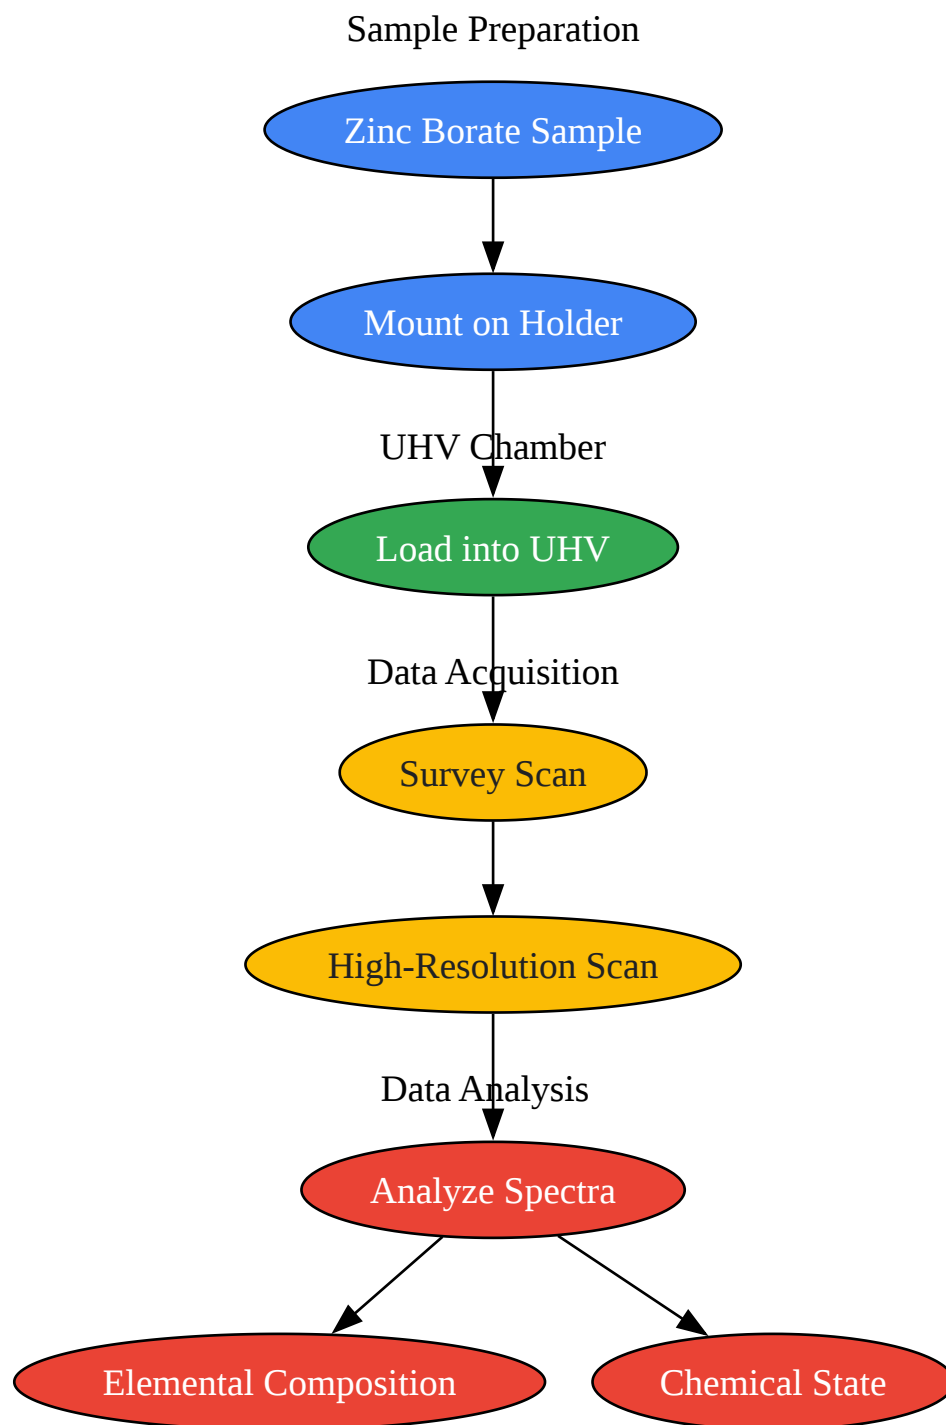 Sample Preparation
Zinc Borate Sample
Mount on Holder
UHV Chamber
Load into UHV
Data Acquisition
Survey Scan
High-Resolution Scan
Data Analysis
Analyze Spectra
Elemental Composition
Chemical State